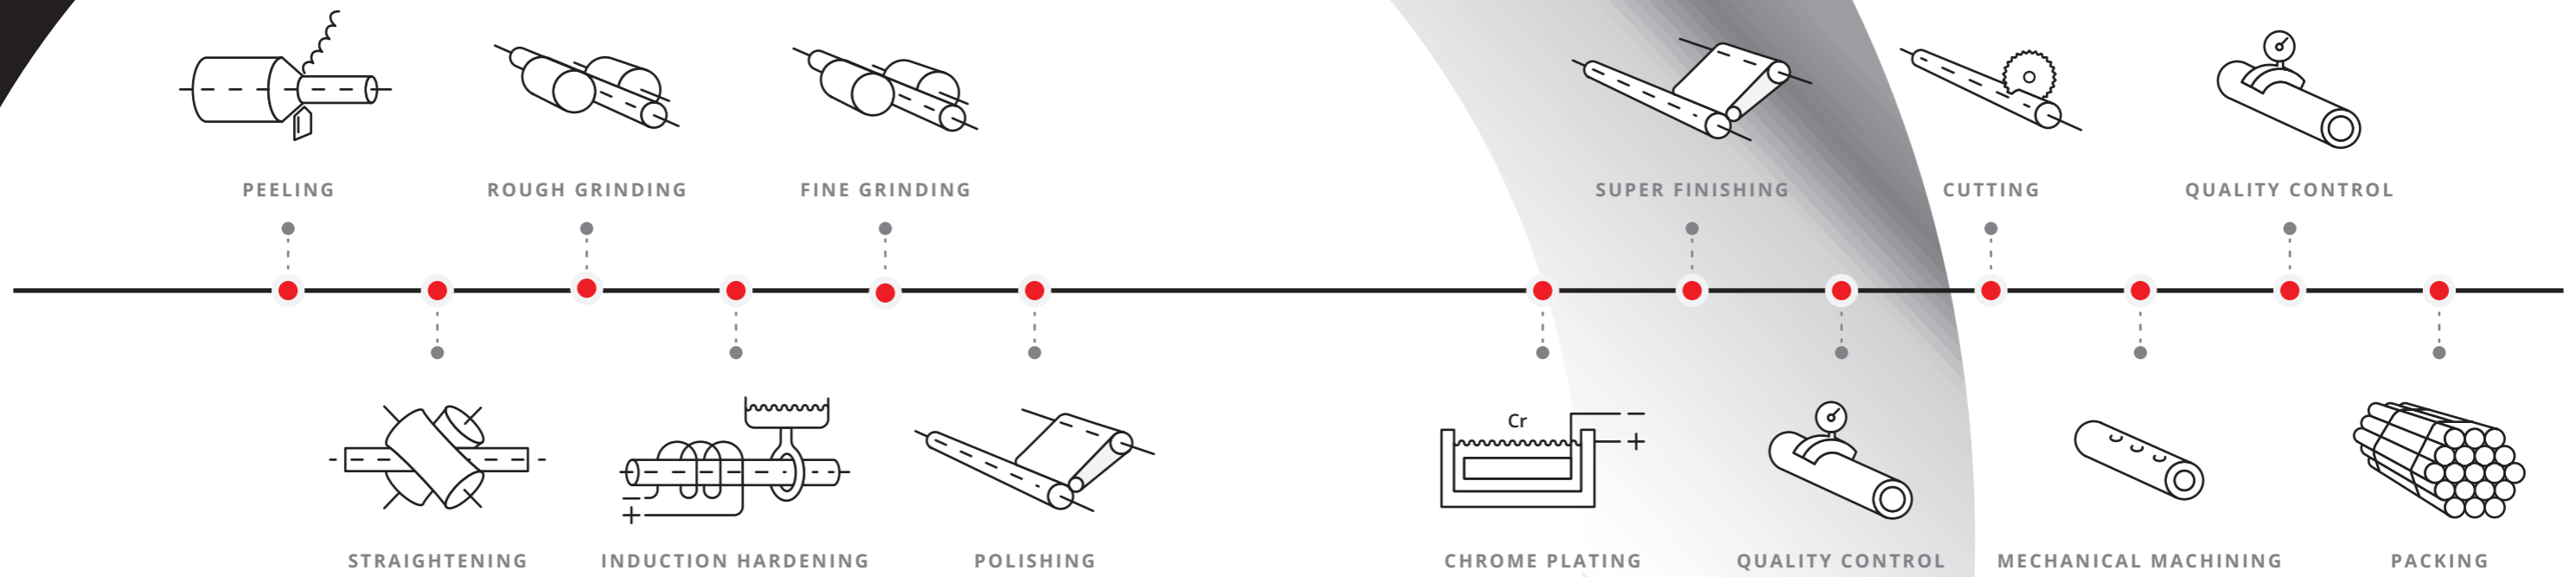 PEELING
ROUGH GRINDING
FINE GRINDING
SUPER FINISHING
CUTTING
QUALITY CONTROL
Cr
−
+
−
+
STRAIGHTENING
INDUCTION HARDENING
POLISHING
CHROME PLATING
QUALITY CONTROL
MECHANICAL MACHINING
PACKING